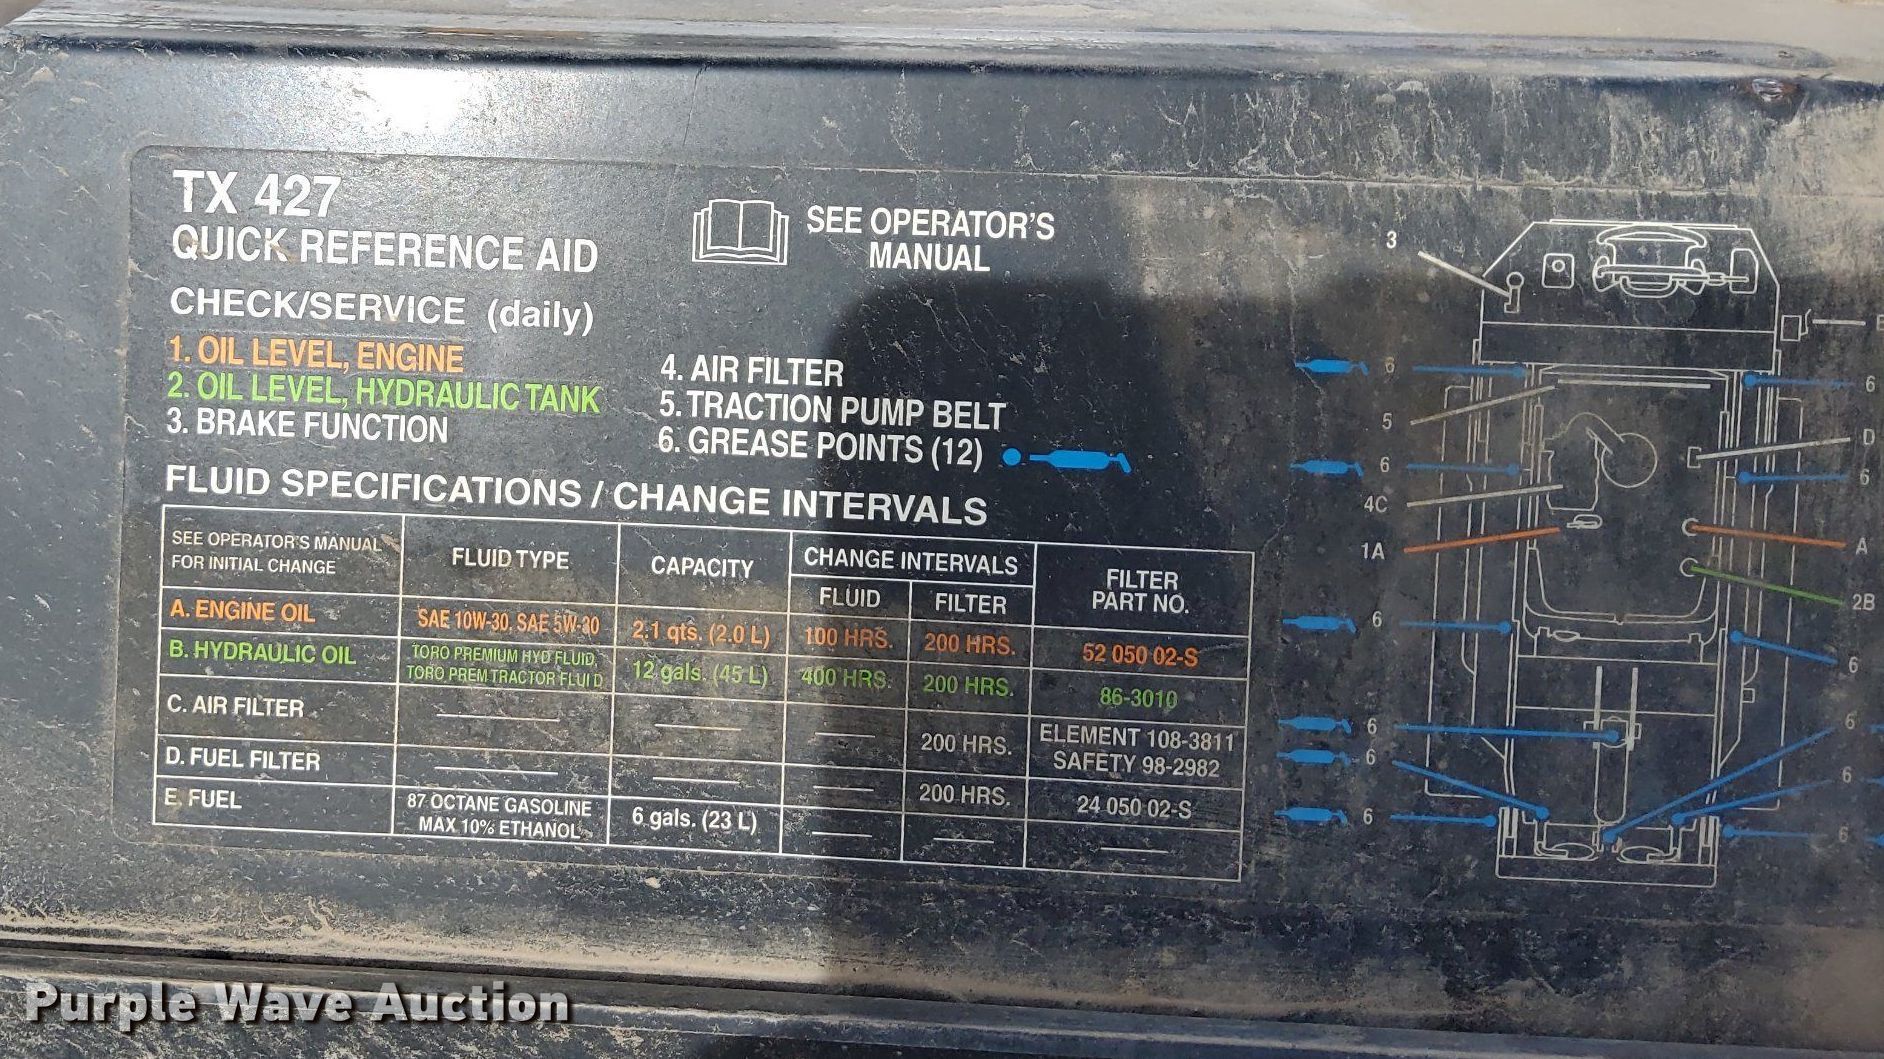 TX 427
QUICK REFERENCE AID
SEE OPERATOR'S
MANUAL
CHECK/SERVICE (daily)
1. OIL LEVEL, ENGINE
2. OIL LEVEL, HYDRAULIC TANK
3. BRAKE FUNCTION
4. AIR FILTER
5. TRACTION PUMP BELT
6. GREASE POINTS (12)
FLUID SPECIFICATIONS / CHANGE INTERVALS
SEE OPERATOR'S MANUAL
FOR INITIAL CHANGE
FLUID TYPE
CAPACITY
CHANGE INTERVALS
FLUID
FILTER
FILTER
PART NO.
A. ENGINE OIL
SAE 10W-30, SAE 5W-30
2.1 qts. (2.0 L)
100 HRS.
200 HRS.
52 050 02-S
B. HYDRAULIC OIL
TORO PREMIUM HYD FLUID,
TORO PREM TRACTOR FLUID
12 gals. (45 L)
400 HRS.
200 HRS.
86-3010
C. AIR FILTER
200 HRS.
ELEMENT 108-3811
SAFETY 98-2982
D. FUEL FILTER
200 HRS.
24 050 02-S
E. FUEL
87 OCTANE GASOLINE
MAX 10% ETHANOL
6 gals. (23 L)
3
E
6
6
5
D
6
6
4C
1A
A
2B
6
6
6
6
6
6
6
6
Purple Wave Auction